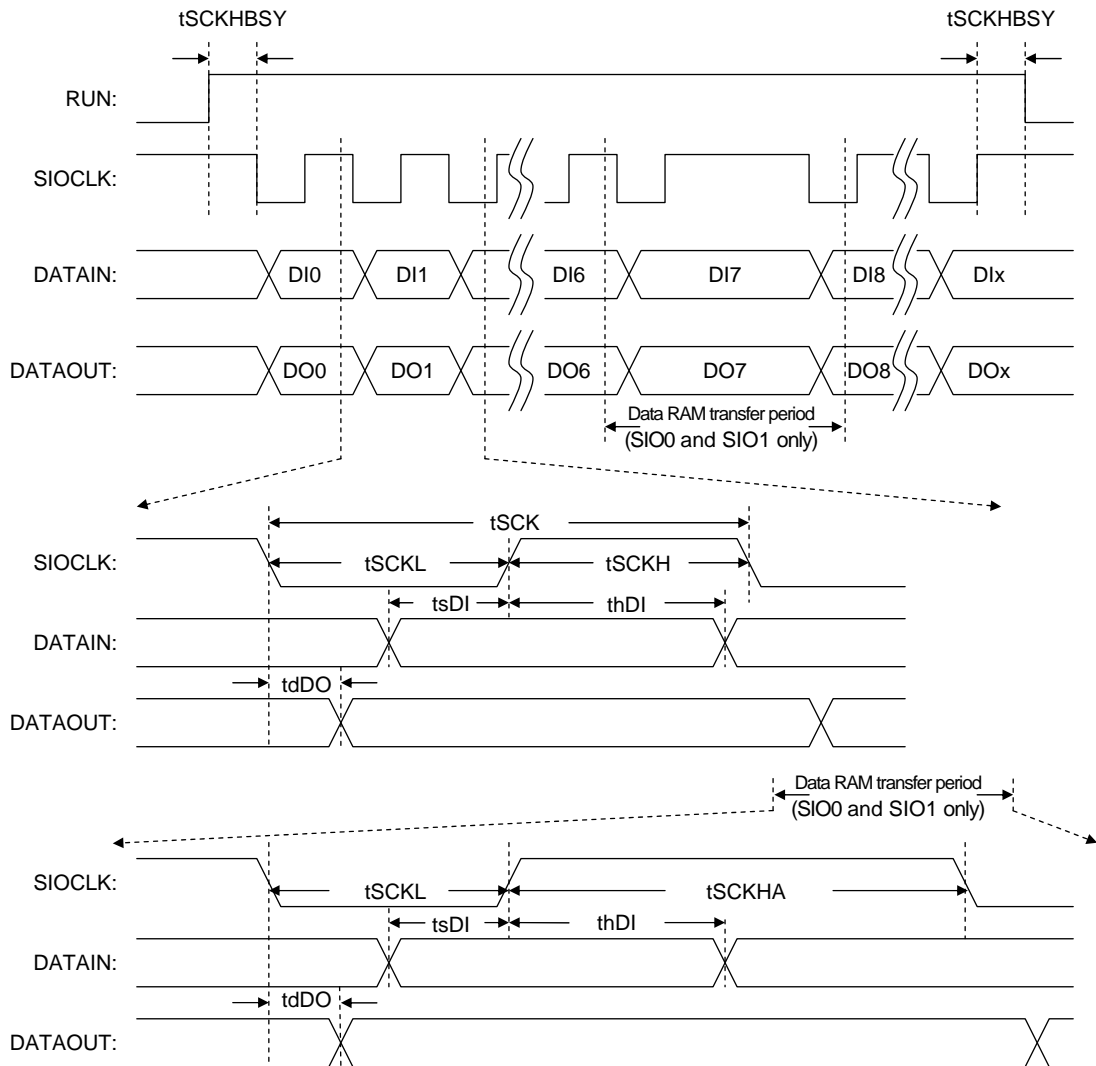 tSCKHBSY tSCKHBSY
RUN:
SIOCLK:
DATAIN: DI0 DI1 DI6 DI7 DI8 DIx
DATAOUT: DO0 DO1 DO6 DO7 DO8 DOx
Data RAM transfer period
(SIO0 and SIO1 only)
tSCK
SIOCLK: tSCKL tSCKH
tsDI thDI
DATAIN:
tdDO
DATAOUT:
Data RAM transfer period
(SIO0 and SIO1 only)
SIOCLK: tSCKL tSCKHA
tsDI thDI
DATAIN:
tdDO
DATAOUT: